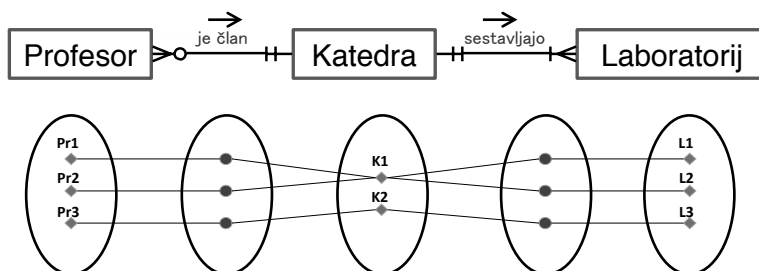 je član
sestavljajo
Profesor
Katedra
Laboratorij
Pr1
Pr2
Pr3
K1
K2
L1
L2
L3